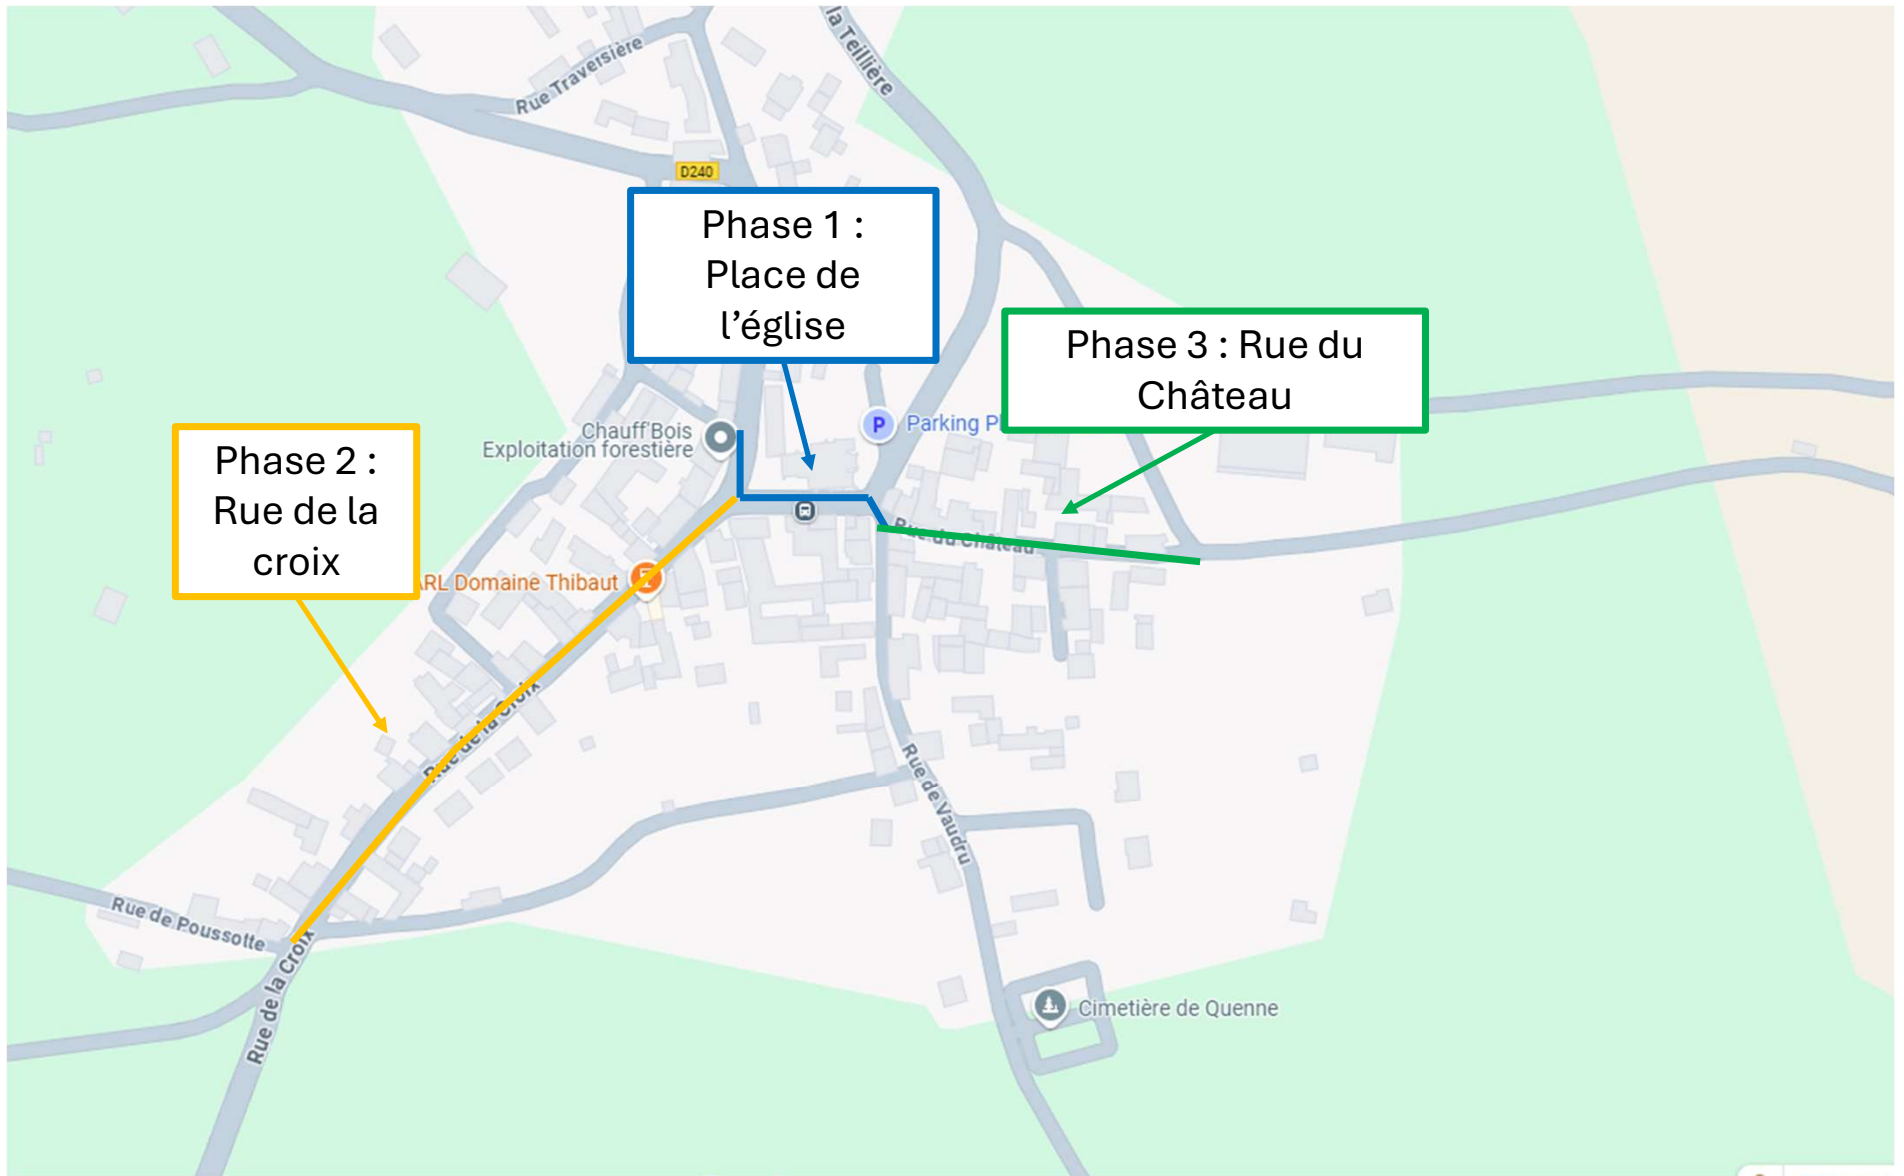 la Teillière
Rue Traversière
D240
Phase 1 :
Place de
l’église
Phase 3 : Rue du
Château
Chauff'Bois
Exploitation forestière
P
Parking
Phase 2 :
Rue de la
croix
Rue du Château
ARL Domaine Thibaut
Rue de la Croix
Rue de Vaudru
Rue de Poussotte
Rue de la Croix
Cimetière de Quenne